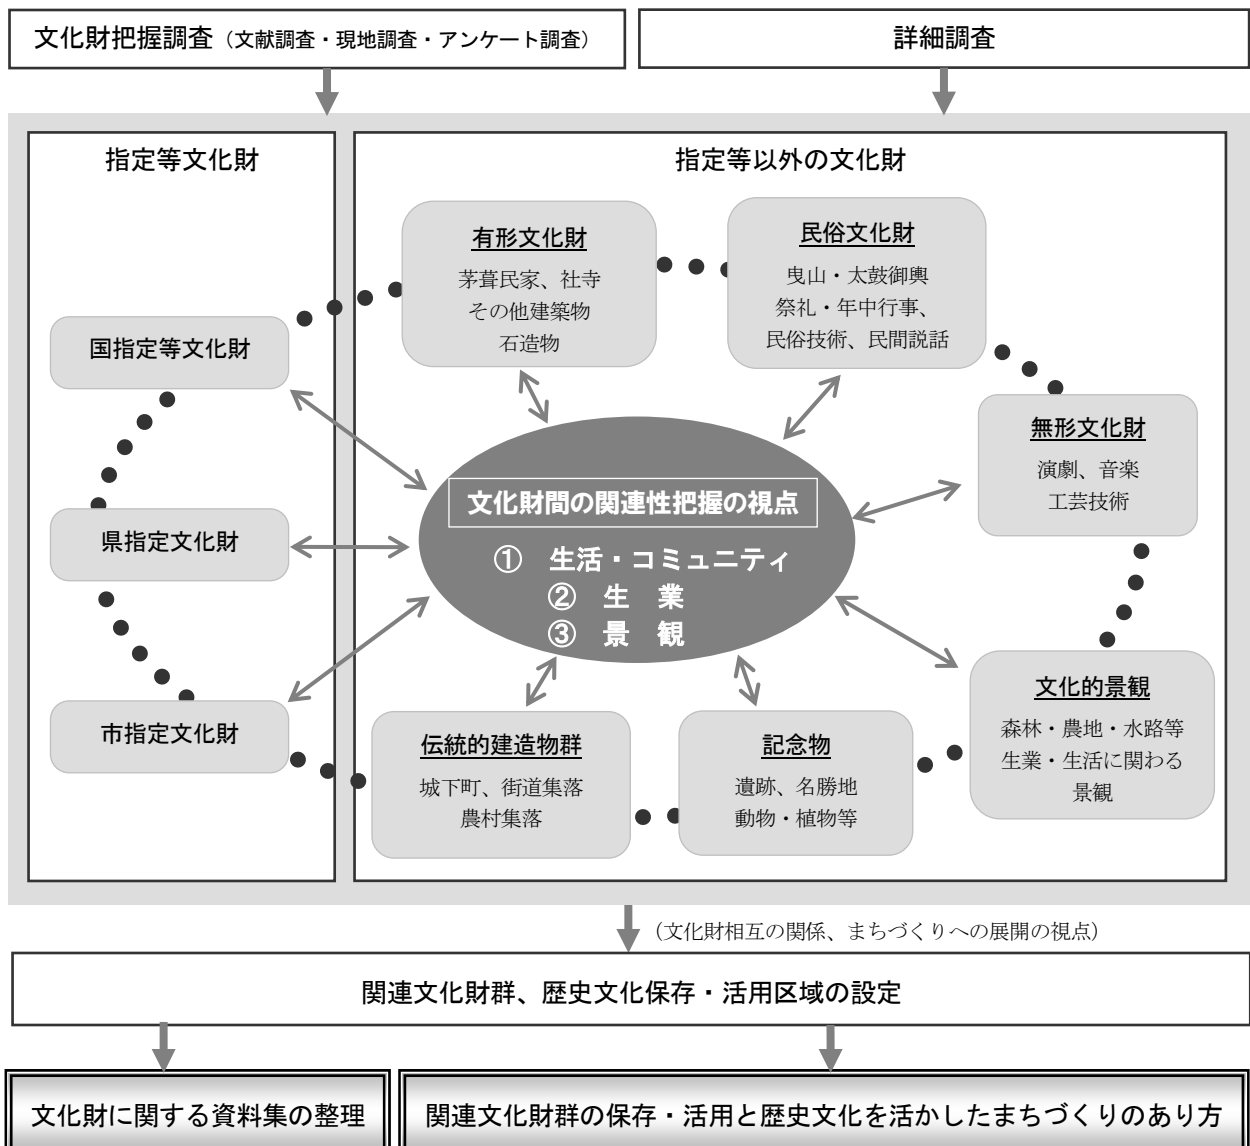 文化財把握調査（文献調査・現地調査・アンケート調査）
詳細調査
指定等文化財
指定等以外の文化財
有形文化財
茅葺民家、社寺
その他建築物
石造物
民俗文化財
曳山・太鼓御輿
祭礼・年中行事、
民俗技術、民間説話
国指定等文化財
無形文化財
演劇、音楽
工芸技術
県指定文化財
文化財間の関連性把握の視点
① 生活・コミュニティ
② 生　業
③ 景　観
市指定文化財
伝統的建造物群
城下町、街道集落
農村集落
記念物
遺跡、名勝地
動物・植物等
文化的景観
森林・農地・水路等
生業・生活に関わる
景観
（文化財相互の関係、まちづくりへの展開の視点）
関連文化財群、歴史文化保存・活用区域の設定
文化財に関する資料集の整理
関連文化財群の保存・活用と歴史文化を活かしたまちづくりのあり方